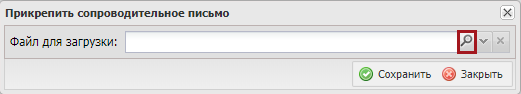 Прикрепить сопроводительное письмо
Файл для загрузки:
Сохранить Закрыть